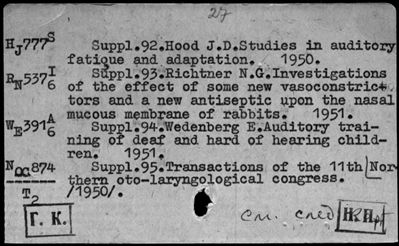 27
HJ777S Suppl.92.Hood J.D.Studies in auditory
fatigue and adaptation. 1950.
RN537I6 Suppl.93.Richtner N.G.Investigations
of the effect of some new vasoconstric+
tors and a new antiseptic upon the nasal
mucous membrane of rabbits. 1951.
WE391A6 Suppl.94.Wedenberg E.Auditory trai-
ning of deaf and hard of hearing child-
ren. 1951.
NOC874 Suppl.95.Transactions of the 11th Nor-
T2 thern oto-laryngological congress.
/1950/.
Г. К.
см. след